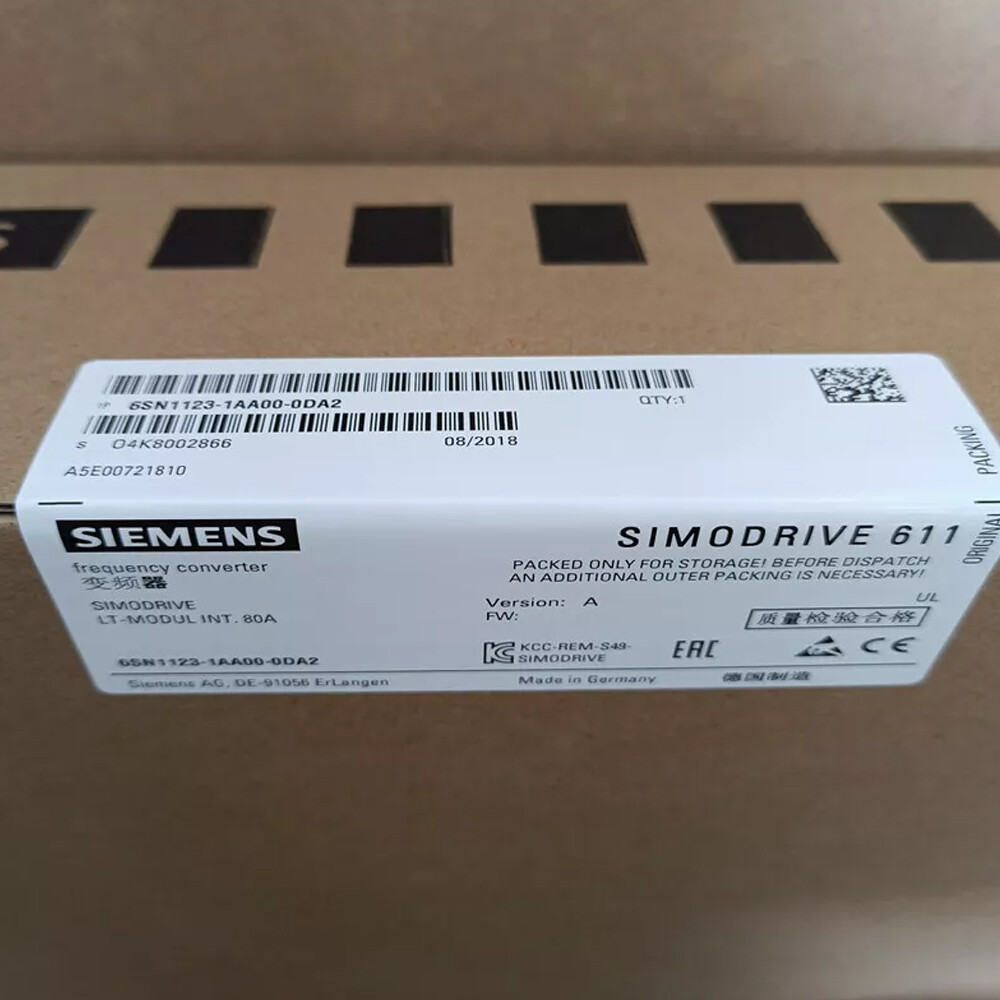 S
1P 6SN1123-1AA00-0DA2 QTY:1
S O4K8002866 08/2018
A5E00721810
ORIGINAL PACKING
SIEMENS SIMODRIVE 611
frequency converter
变频器
PACKED ONLY FOR STORAGE! BEFORE DISPATCH
AN ADDITIONAL OUTER PACKING IS NECESSARY!
SIMODRIVE
LT-MODUL INT. 80A
Version: A
FW:
UL
质量检验合格
KCC-REM-S49-
SIMODRIVE
EAC
CE
6SN1123-1AA00-0DA2
Siemens AG, DE-91056 ErLangen Made in Germany 德国制造